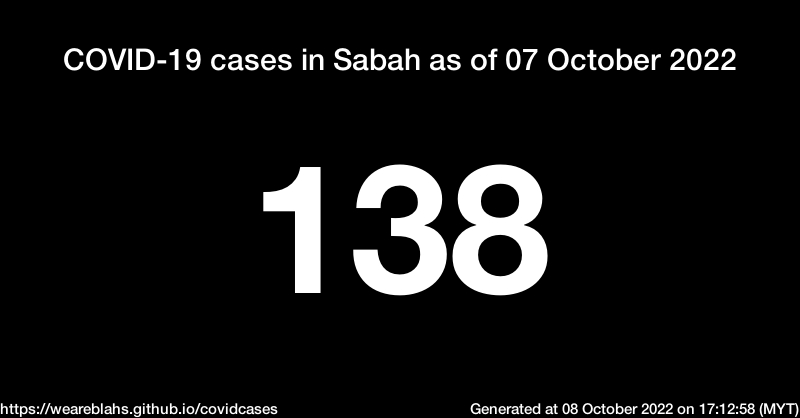 COVID-19 cases in Sabah as of 07 October 2022
138
https://weareblahs.github.io/covidcases
Generated at 08 October 2022 on 17:12:58 (MYT)